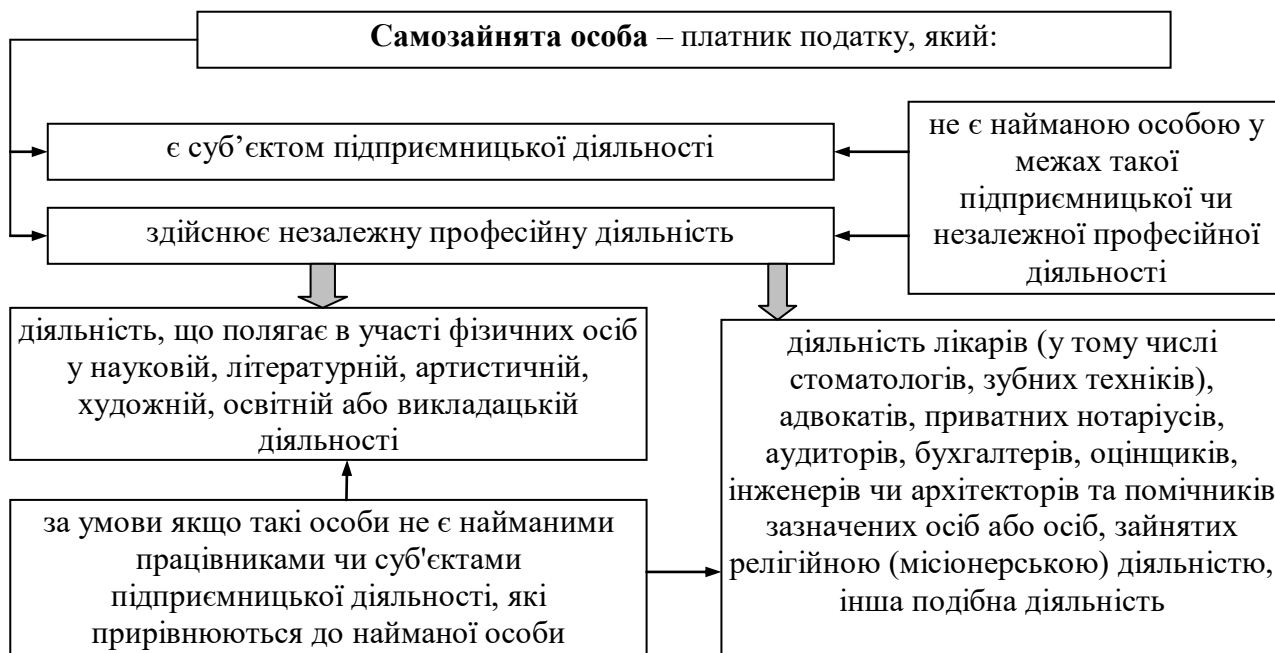 Самозайнята особа – платник податку, який:
є суб’єктом підприємницької діяльності
здійснює незалежну професійну діяльність
не є найманою особою у
межах такої
підприємницької чи
незалежної професійної
діяльності
діяльність, що полягає в участі фізичних осіб
у науковій, літературній, артистичній,
художній, освітній або викладацькій
діяльності
за умови якщо такі особи не є найманими
працівниками чи суб'єктами
підприємницької діяльності, які
прирівнюються до найманої особи
діяльність лікарів (у тому числі
стоматологів, зубних техніків),
адвокатів, приватних нотаріусів,
аудиторів, бухгалтерів, оцінщиків,
інженерів чи архітекторів та помічників
зазначених осіб або осіб, зайнятих
релігійною (місіонерською) діяльністю,
інша подібна діяльність